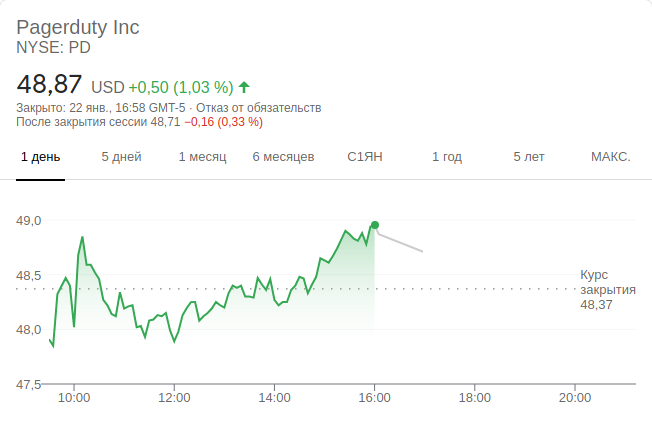 Pagerduty Inc
NYSE: PD
48,87 USD +0,50 (1,03 %)
Закрыто: 22 янв., 16:58 GMT-5 · Отказ от обязательств
После закрытия сессии 48,71 −0,16 (0,33 %)
1 день 5 дней 1 месяц 6 месяцев С1ЯН 1 год 5 лет МАКС.
49,0
48,5
48,0
47,5
Курс
закрытия
48,37
10:00 12:00 14:00 16:00 18:00 20:00